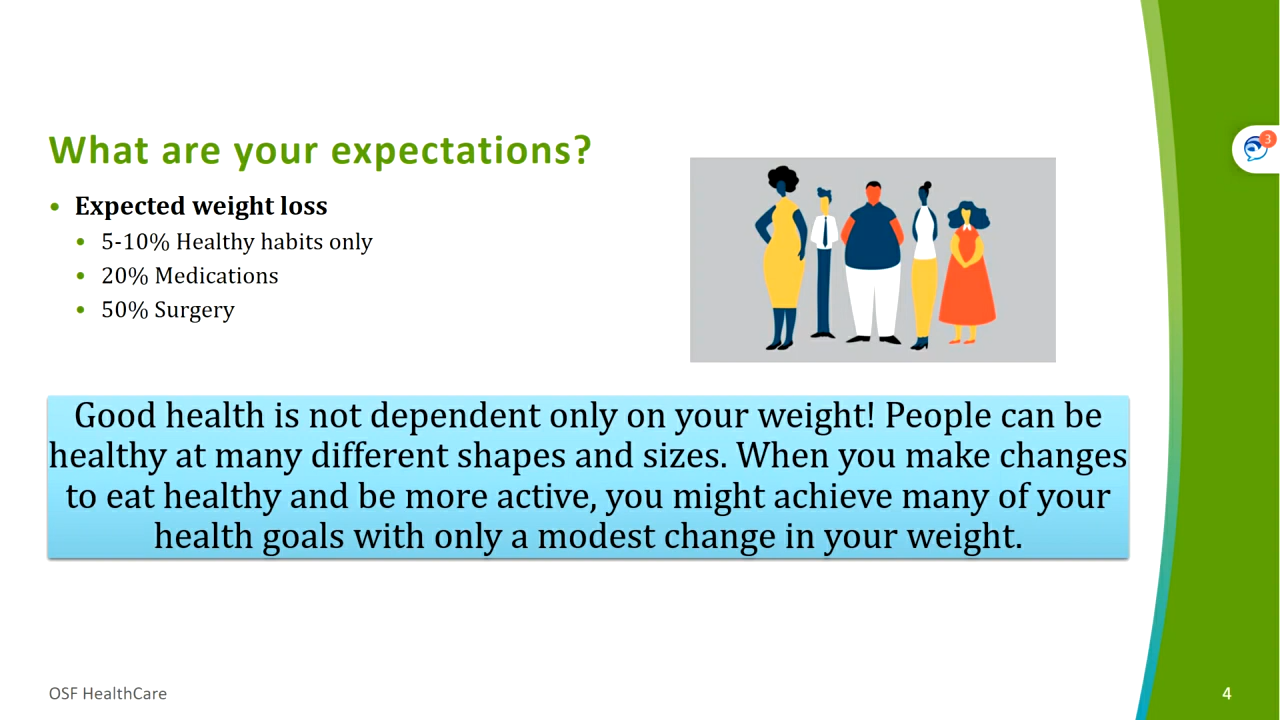 What are your expectations?
Expected weight loss
5-10% Healthy habits only
20% Medications
50% Surgery
Good health is not dependent only on your weight! People can be
healthy at many different shapes and sizes. When you make changes
to eat healthy and be more active, you might achieve many of your
health goals with only a modest change in your weight.
3
OSF HealthCare
4